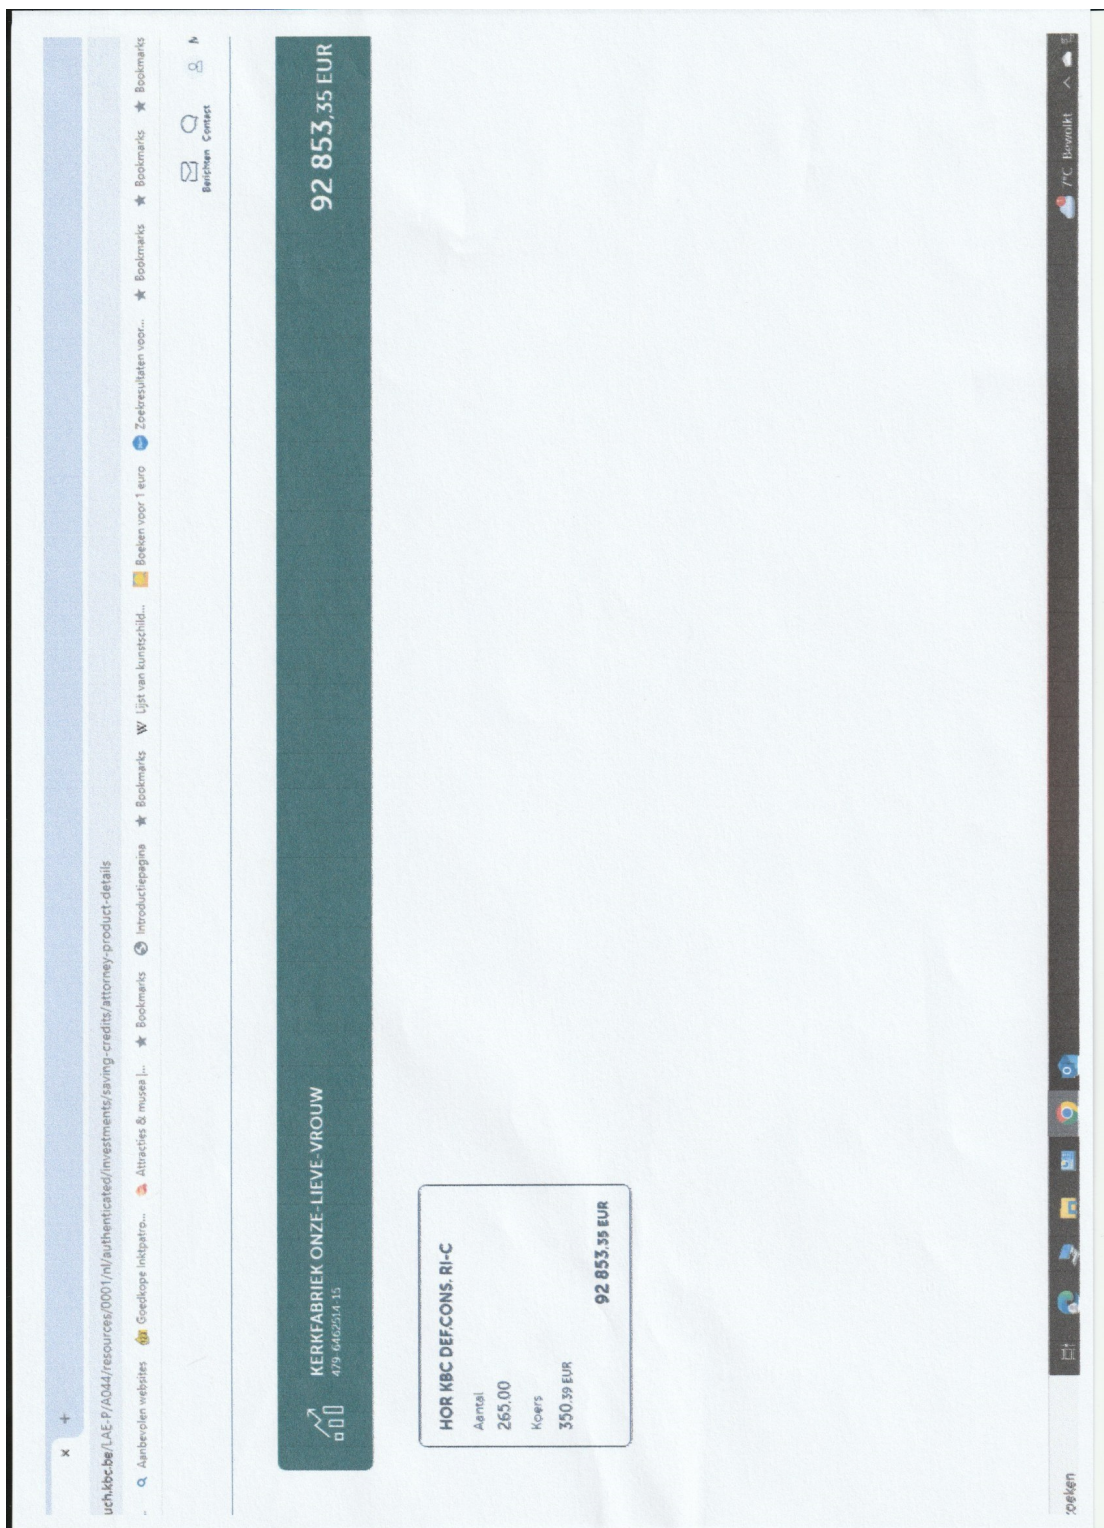 × +
uch.kbc.be/LAE-P/A044/resources/0001/nl/authenticated/investments/saving-credits/attorney-product-details
Aanbevolen websites Goedkope Inktpatro... Attracties & musea |... Bookmarks Introductiepagina Bookmarks W Lijst van kunstschild... Boeken voor 1 euro Zoekresultaten voor... Bookmarks Bookmarks Bookmarks
Berichten Contact
KERKFABRIEK ONZE-LIEVE-VROUW 92 853,35 EUR
479-6462514-15
HOR KBC DEF.CONS. RI-C
Aantal
265,00
Koers
350,39 EUR
92 853,35 EUR
zoeken 7°C Bewolkt